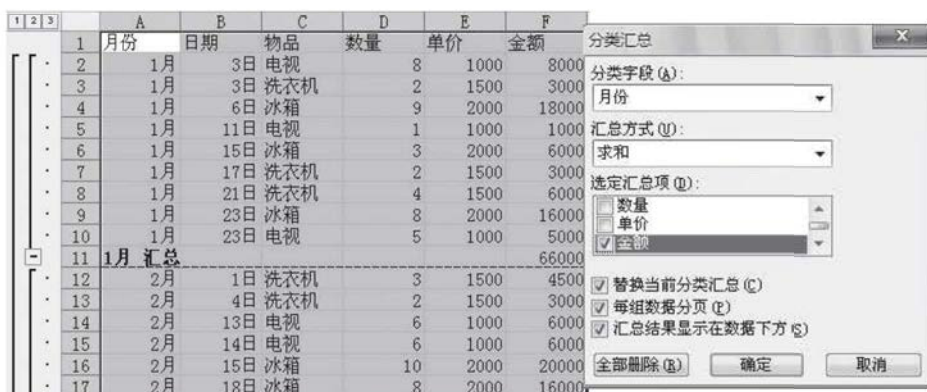 1 2 3
A B C D E F
1 月份 日期 物品 数量 单价 金额
2 1月 3日 电视 8 1000 8000
3 1月 3日 洗衣机 2 1500 3000
4 1月 6日 冰箱 9 2000 18000
5 1月 11日 电视 1 1000 1000
6 1月 15日 冰箱 3 2000 6000
7 1月 17日 洗衣机 2 1500 3000
8 1月 21日 洗衣机 4 1500 6000
9 1月 23日 冰箱 8 2000 16000
10 1月 23日 电视 5 1000 5000
11 1月 汇总 66000
12 2月 1日 洗衣机 3 1500 4500
13 2月 4日 洗衣机 2 1500 3000
14 2月 13日 电视 6 1000 6000
15 2月 14日 电视 6 1000 6000
16 2月 15日 冰箱 10 2000 20000
17 2月 18日 冰箱 8 2000 16000
分类汇总
分类字段(A):
月份
汇总方式(U):
求和
选定汇总项(D):
数量
单价
金额
替换当前分类汇总(C)
每组数据分页(P)
汇总结果显示在数据下方(S)
全部删除(R) 确定 取消